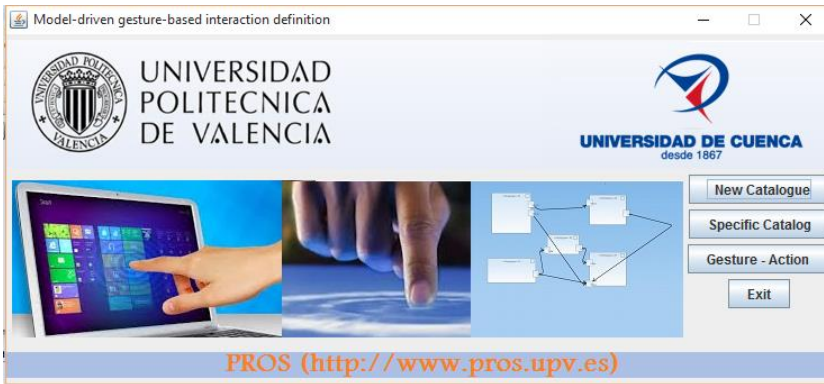 Model-driven gesture-based interaction definition
UNIVERSIDAD
POLITECNICA
DE VALENCIA
UNIVERSIDAD DE CUENCA
desde 1867
New Catalogue
Specific Catalog
Gesture - Action
Exit
PROS (http://www.pros.upv.es)